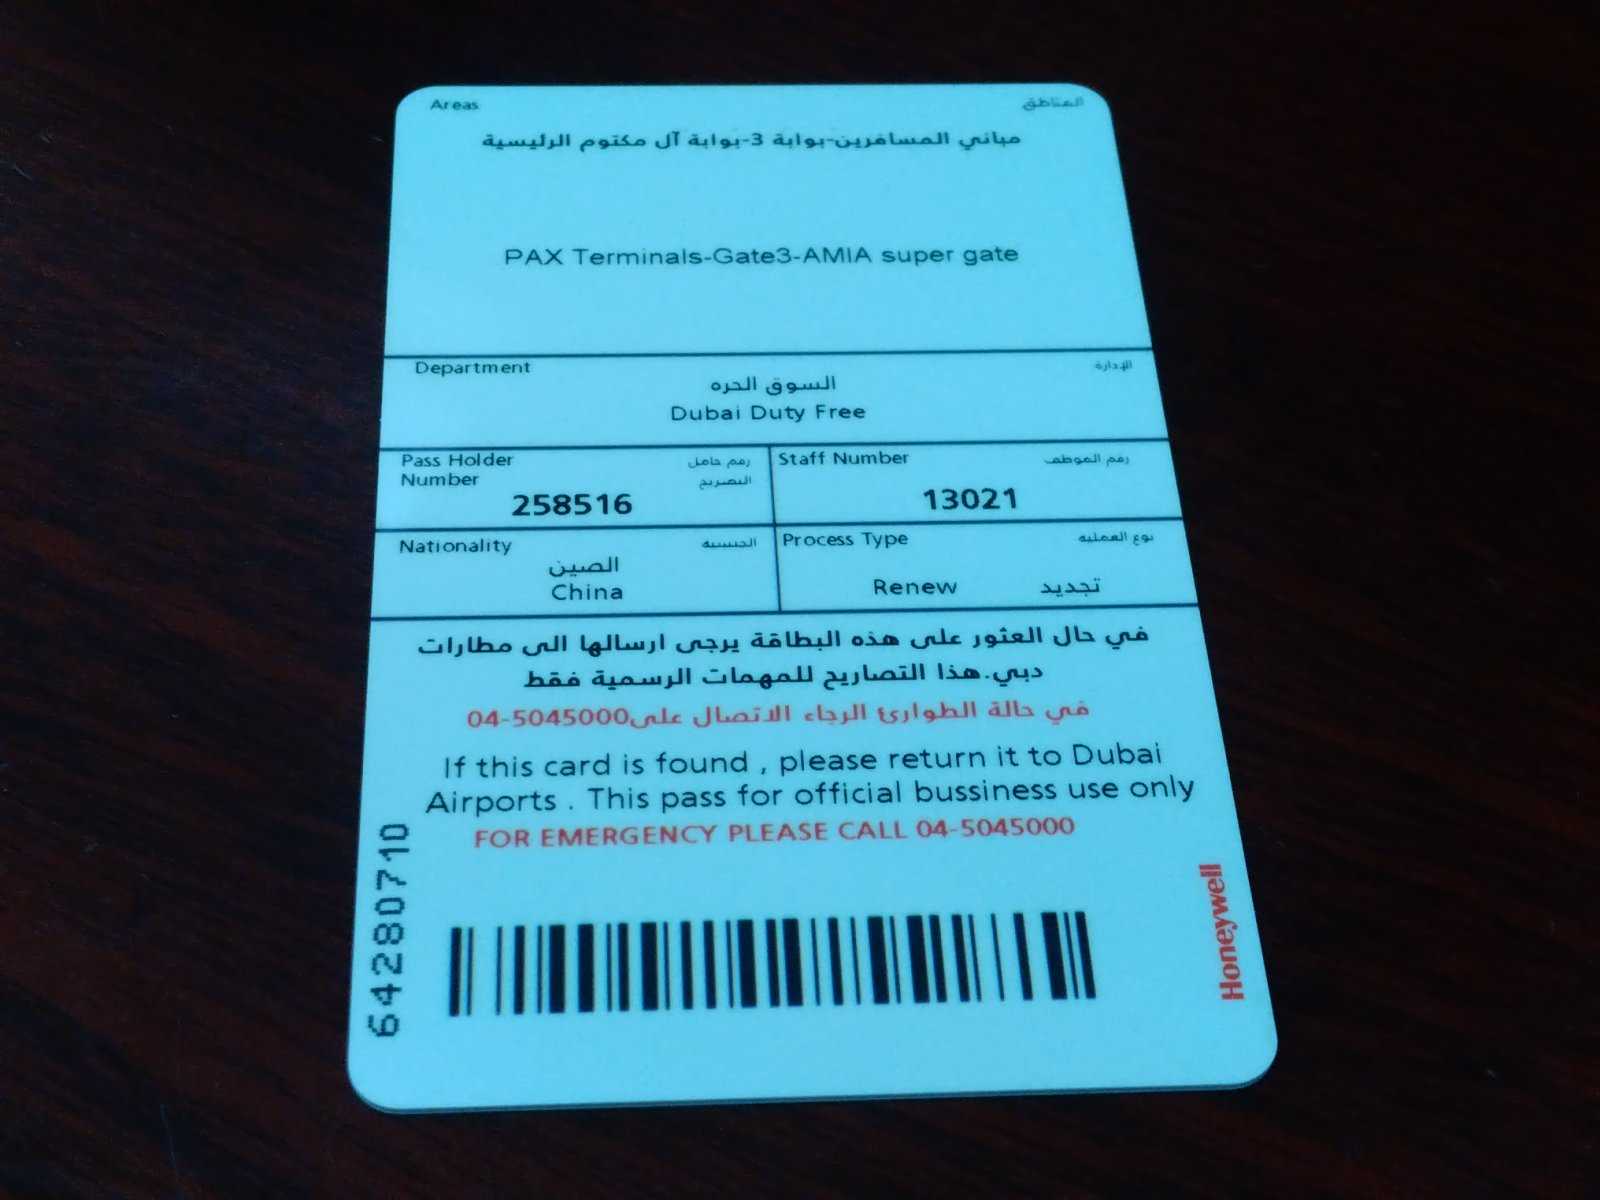 Areas المناطق
مباني المسافرين-بوابة 3-بوابة آل مكتوم الرئيسية
PAX Terminals-Gate3-AMIA super gate
Department الإدارة
السوق الحره
Dubai Duty Free
Pass Holder رقم حامل
Number التصريح
258516
Staff Number رقم الموظف
13021
Nationality الجنسية
الصين
China
Process Type نوع العملية
Renew تجديد
في حال العثور على هذه البطاقة يرجى ارسالها الى مطارات
دبي.هذا التصاريح للمهمات الرسمية فقط
في حالة الطوارئ الرجاء الاتصال على04-5045000
If this card is found , please return it to Dubai
Airports . This pass for official bussiness use only
FOR EMERGENCY PLEASE CALL 04-5045000
64280710
Honeywell